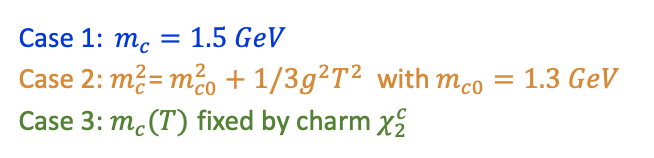 Case 1: m_c = 1.5 GeV
Case 2: m_c^2= m_{c0}^2 + 1/3g^2T^2 with m_{c0} = 1.3 GeV
Case 3: m_c(T) fixed by charm χ_2^c